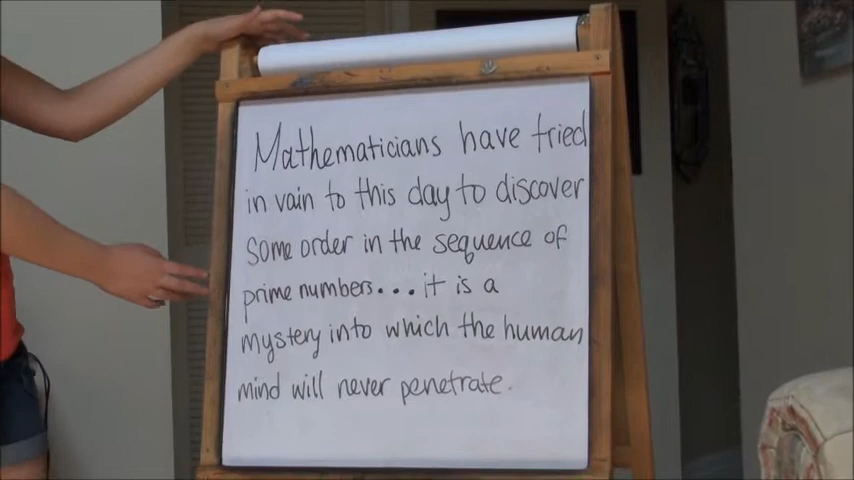 Mathematicians have tried
in vain to this day to discover
some order in the sequence of
prime numbers... it is a
mystery into which the human
mind will never penetrate.